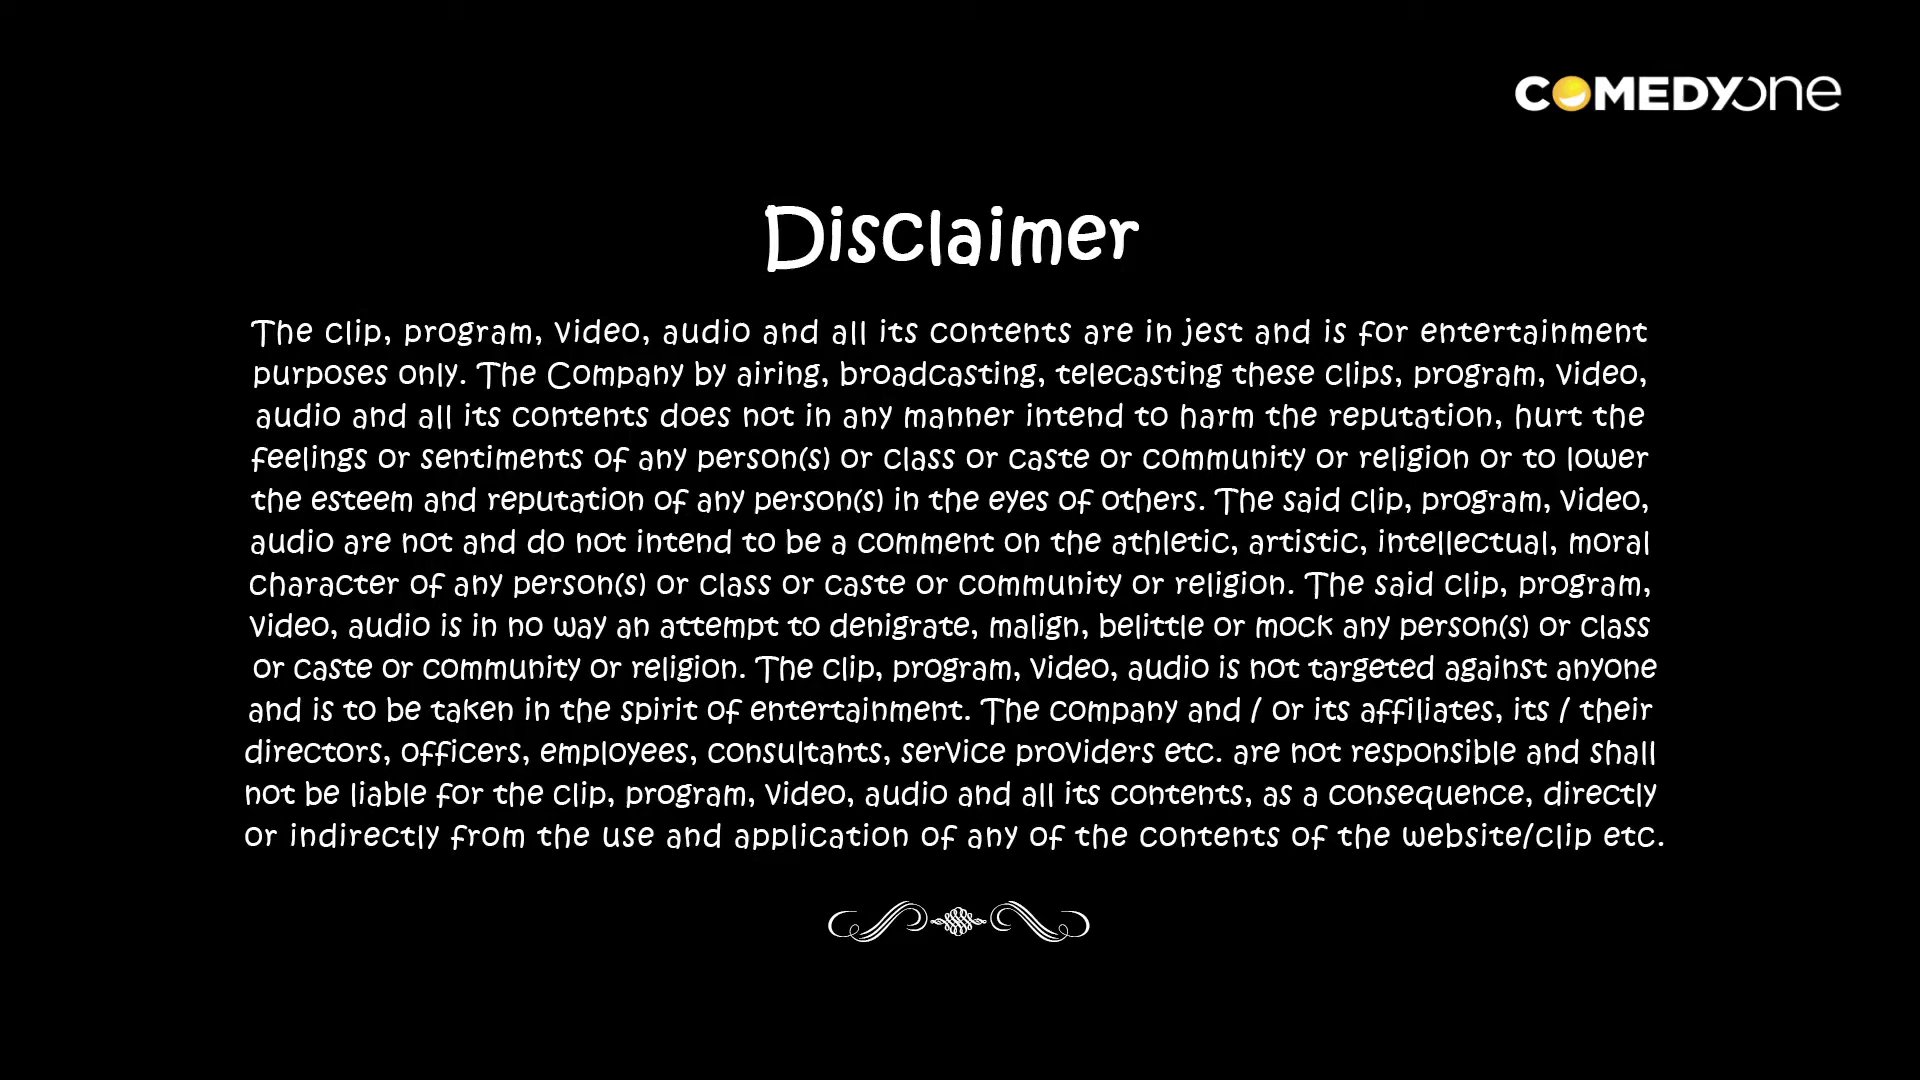 COMEDYone
Disclaimer
The clip, program, video, audio and all its contents are in jest and is for entertainment
purposes only. The Company by airing, broadcasting, telecasting these clips, program, video,
audio and all its contents does not in any manner intend to harm the reputation, hurt the
feelings or sentiments of any person(s) or class or caste or community or religion or to lower
the esteem and reputation of any person(s) in the eyes of others. The said clip, program, video,
audio are not and do not intend to be a comment on the athletic, artistic, intellectual, moral
character of any person(s) or class or caste or community or religion. The said clip, program,
video, audio is in no way an attempt to denigrate, malign, belittle or mock any person(s) or class
or caste or community or religion. The clip, program, video, audio is not targeted against anyone
and is to be taken in the spirit of entertainment. The company and / or its affiliates, its / their
directors, officers, employees, consultants, service providers etc. are not responsible and shall
not be liable for the clip, program, video, audio and all its contents, as a consequence, directly
or indirectly from the use and application of any of the contents of the website/clip etc.